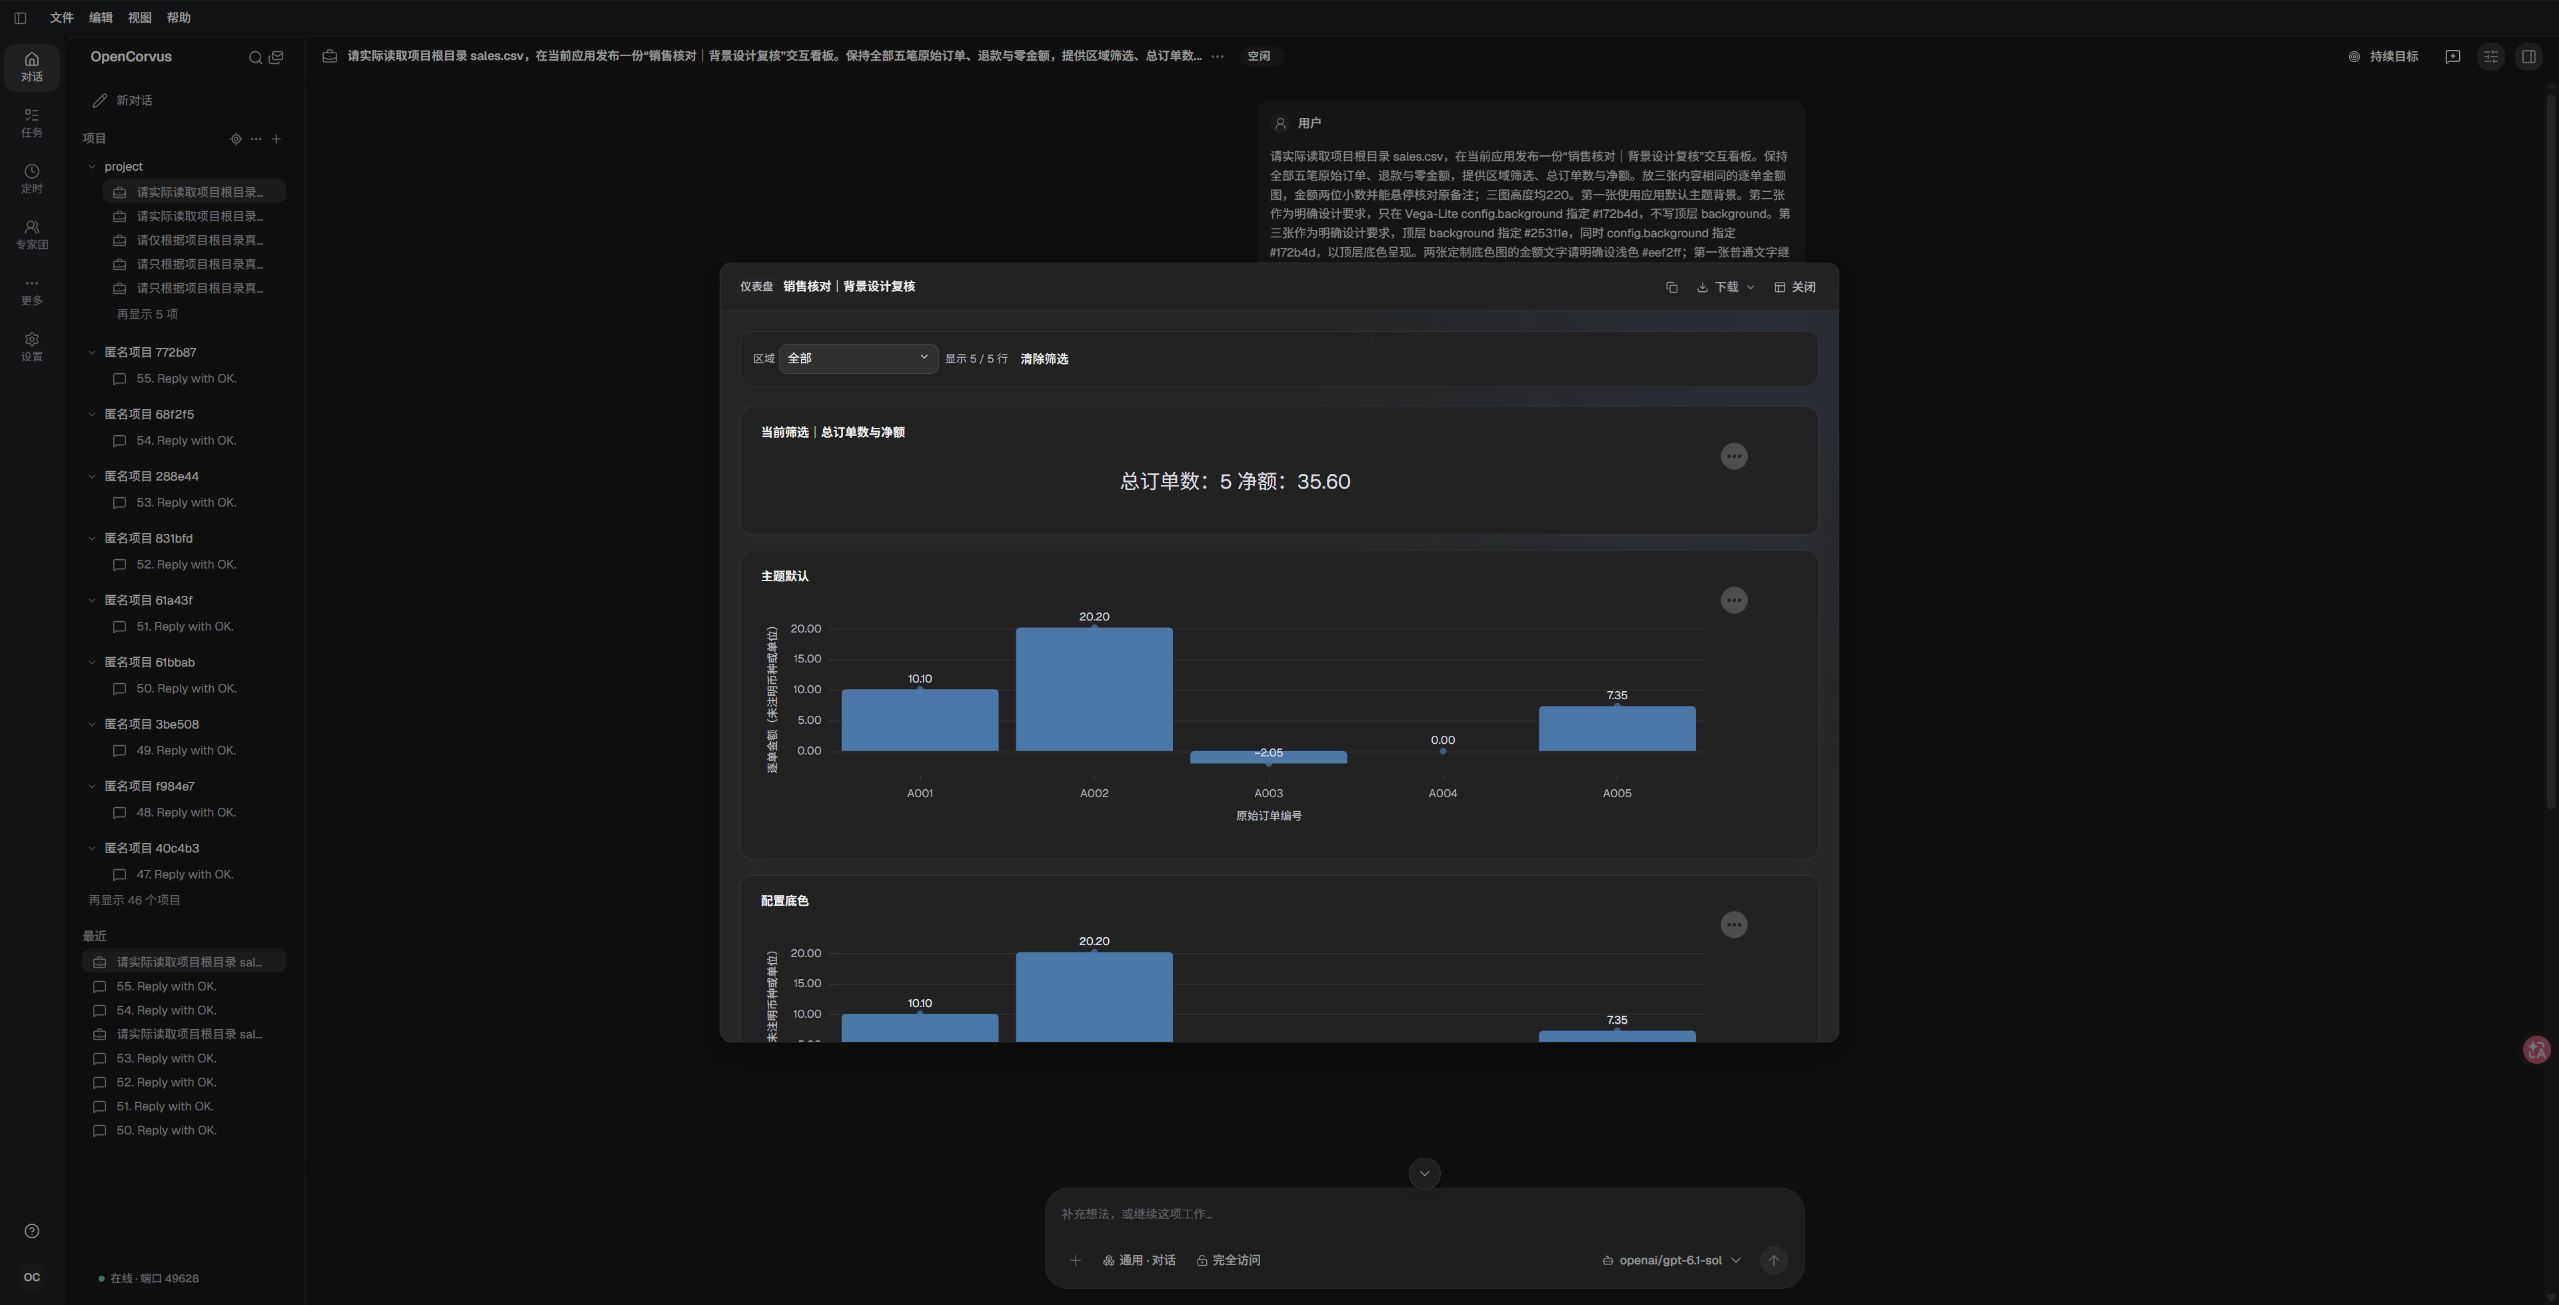 文件 编辑 视图 帮助
对话
任务
定时
专家团
更多
设置
OC
OpenCorvus
新对话
项目
project
请实际读取项目根目录...
请实际读取项目根目录...
请仅根据项目根目录真...
请只根据项目根目录真...
请只根据项目根目录真...
再显示 5 项
匿名项目 772b87
55. Reply with OK.
匿名项目 68f2f5
54. Reply with OK.
匿名项目 288e44
53. Reply with OK.
匿名项目 831bfd
52. Reply with OK.
匿名项目 61a43f
51. Reply with OK.
匿名项目 61bbab
50. Reply with OK.
匿名项目 3be508
49. Reply with OK.
匿名项目 f984e7
48. Reply with OK.
匿名项目 40c4b3
47. Reply with OK.
再显示 46 个项目
最近
请实际读取项目根目录 sal...
55. Reply with OK.
54. Reply with OK.
请实际读取项目根目录 sal...
53. Reply with OK.
52. Reply with OK.
51. Reply with OK.
50. Reply with OK.
在线 · 端口 49628
请实际读取项目根目录 sales.csv，在当前应用发布一份“销售核对｜背景设计复核”交互看板。保持全部五笔原始订单、退款与零金额，提供区域筛选、总订单数... ··· 空闲
持续目标
用户
请实际读取项目根目录 sales.csv，在当前应用发布一份“销售核对｜背景设计复核”交互看板。保持
全部五笔原始订单、退款与零金额，提供区域筛选、总订单数与净额。放三张内容相同的逐单金额
图，金额两位小数并能悬停核对原备注；三图高度均220。第一张使用应用默认主题背景。第二张
作为明确设计要求，只在 Vega-Lite config.background 指定 #172b4d，不写顶层 background。第
三张作为明确设计要求，顶层 background 指定 #25311e，同时 config.background 指定
#172b4d，以顶层底色呈现。两张定制底色图的金额文字请明确设浅色 #eef2ff；第一张普通文字继
仪表盘 销售核对｜背景设计复核
下载 关闭
区域 全部 显示 5 / 5 行 清除筛选
当前筛选｜总订单数与净额
总订单数：5 净额：35.60
主题默认
逐单金额（未注明币种或单位）
20.00
15.00
10.00
5.00
0.00
10.10
20.20
−2.05
0.00
7.35
A001 A002 A003 A004 A005
原始订单编号
配置底色
未注明币种或单位）
20.00
15.00
10.00
10.10
20.20
7.35
补充想法，或继续这项工作...
通用 · 对话 完全访问 openai/gpt-6.1-sol